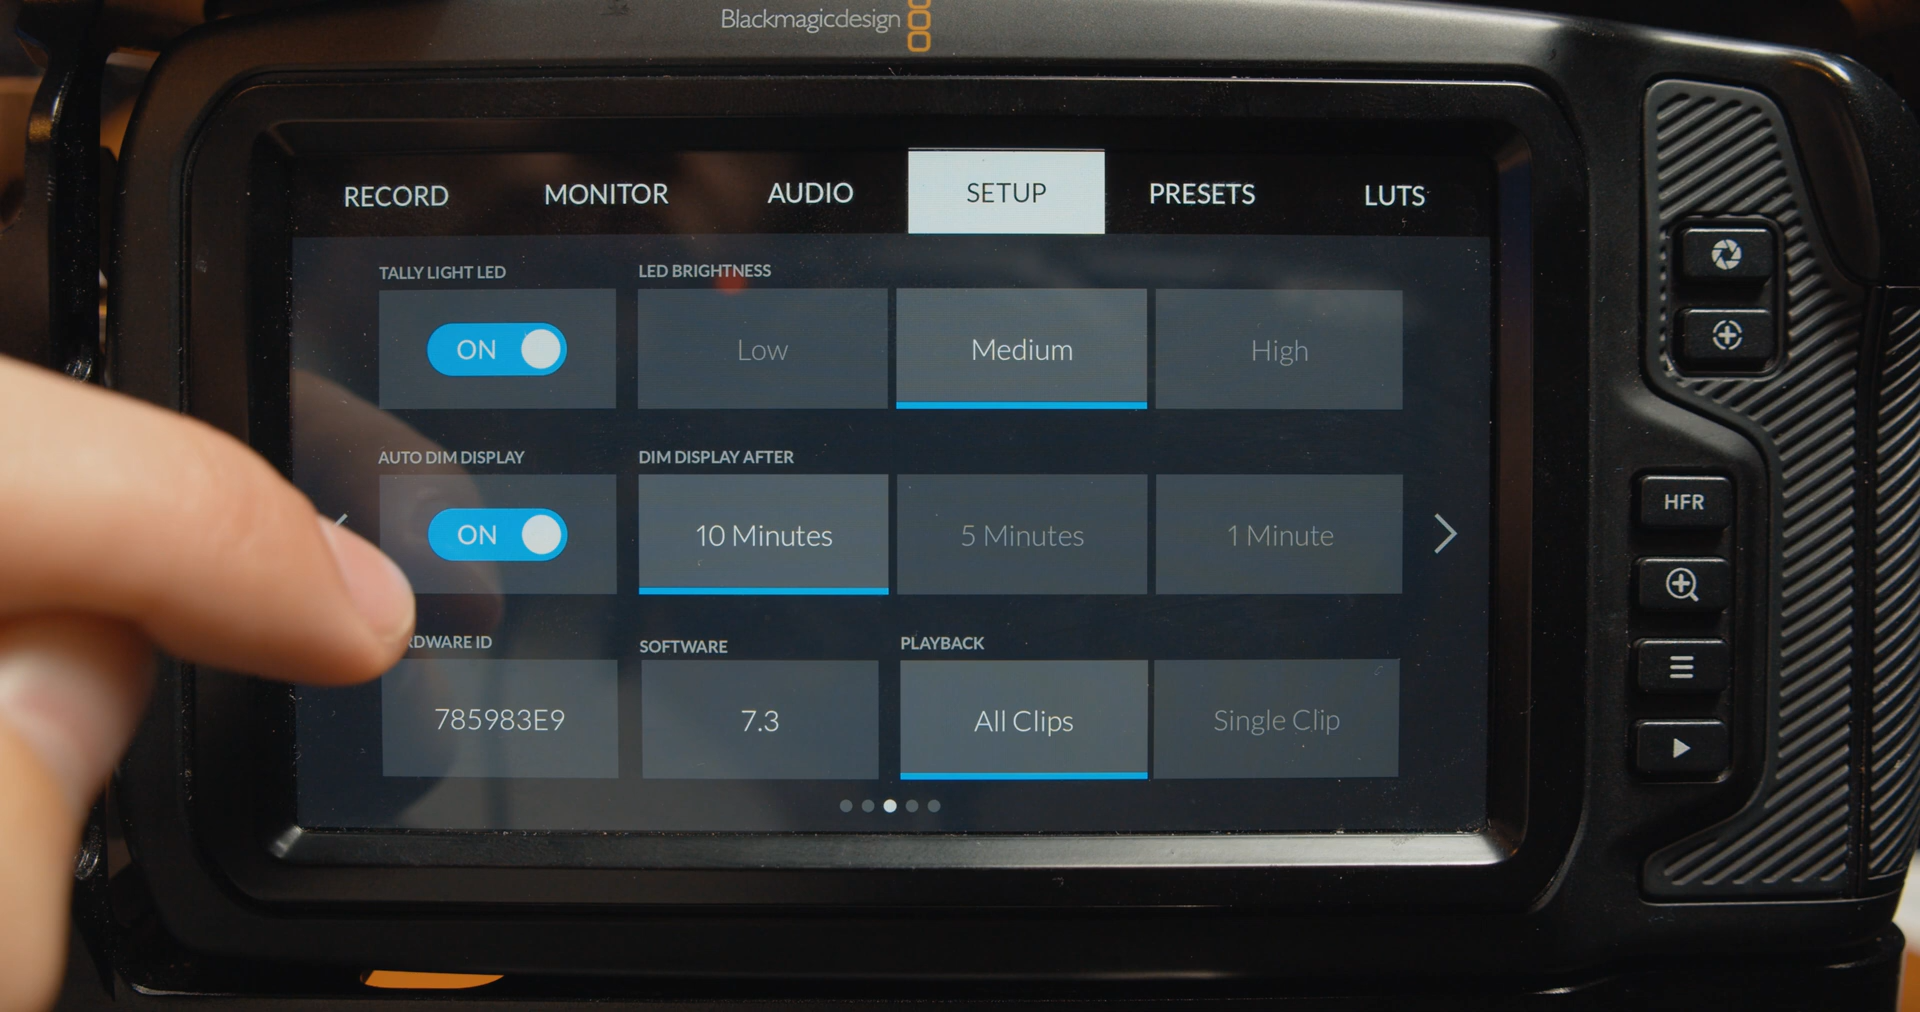 Blackmagicdesign
RECORD MONITOR AUDIO SETUP PRESETS LUTS
TALLY LIGHT LED LED BRIGHTNESS
ON Low Medium High
AUTO DIM DISPLAY DIM DISPLAY AFTER
ON 10 Minutes 5 Minutes 1 Minute
RDWARE ID SOFTWARE PLAYBACK
785983E9 7.3 All Clips Single Clip
HFR